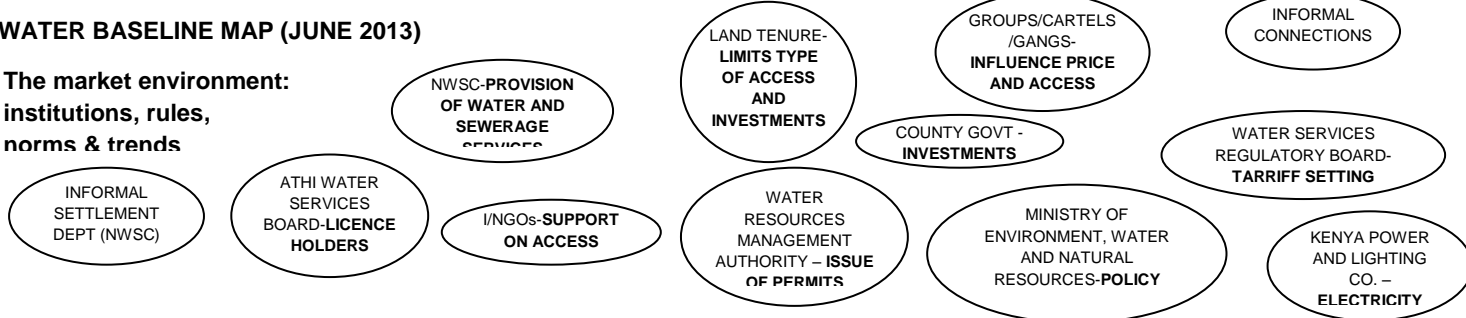 WATER BASELINE MAP (JUNE 2013)
The market environment:
institutions, rules,
norms & trends
NWSC-PROVISION
OF WATER AND
SEWERAGE
SERVICES
LAND TENURE-
LIMITS TYPE
OF ACCESS
AND
INVESTMENTS
GROUPS/CARTELS
/GANGS-
INFLUENCE PRICE
AND ACCESS
INFORMAL
CONNECTIONS
COUNTY GOVT -
INVESTMENTS
WATER SERVICES
REGULATORY BOARD-
TARRIFF SETTING
INFORMAL
SETTLEMENT
DEPT (NWSC)
ATHI WATER
SERVICES
BOARD-LICENCE
HOLDERS
I/NGOs-SUPPORT
ON ACCESS
WATER
RESOURCES
MANAGEMENT
AUTHORITY – ISSUE
OF PERMITS
MINISTRY OF
ENVIRONMENT, WATER
AND NATURAL
RESOURCES-POLICY
KENYA POWER
AND LIGHTING
CO. –
ELECTRICITY